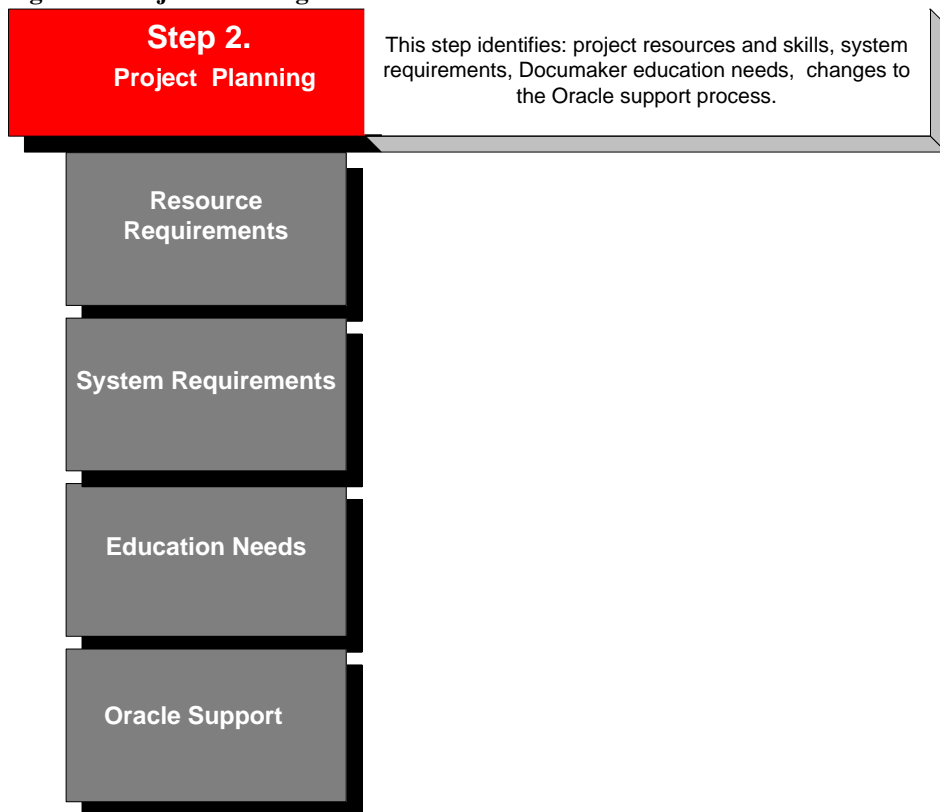 Step 2.
Project Planning
This step identifies: project resources and skills, system
requirements, Documaker education needs, changes to
the Oracle support process.
Resource
Requirements
System Requirements
Education Needs
Oracle Support